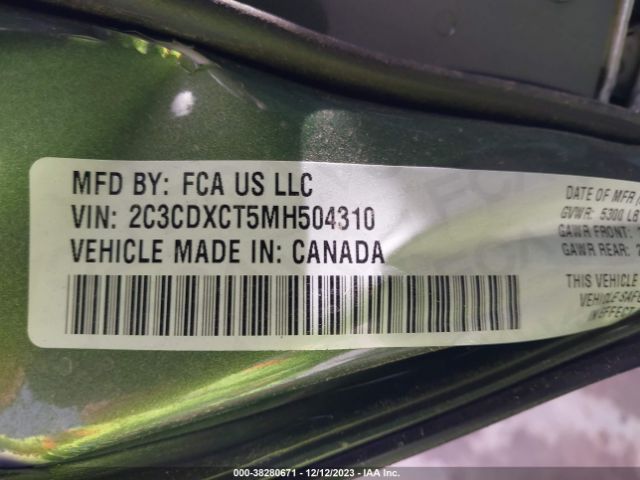 MFD BY: FCA US LLC
VIN: 2C3CDXCT5MH504310
VEHICLE MADE IN: CANADA
DATE OF MFR
GVWR: 5300 LB
GAWR FRONT:
GAWR REAR:
THIS VEHICLE
VEHICLE SAF
IN EFFECT
000-38280671 - 12/12/2023 - IAA Inc.